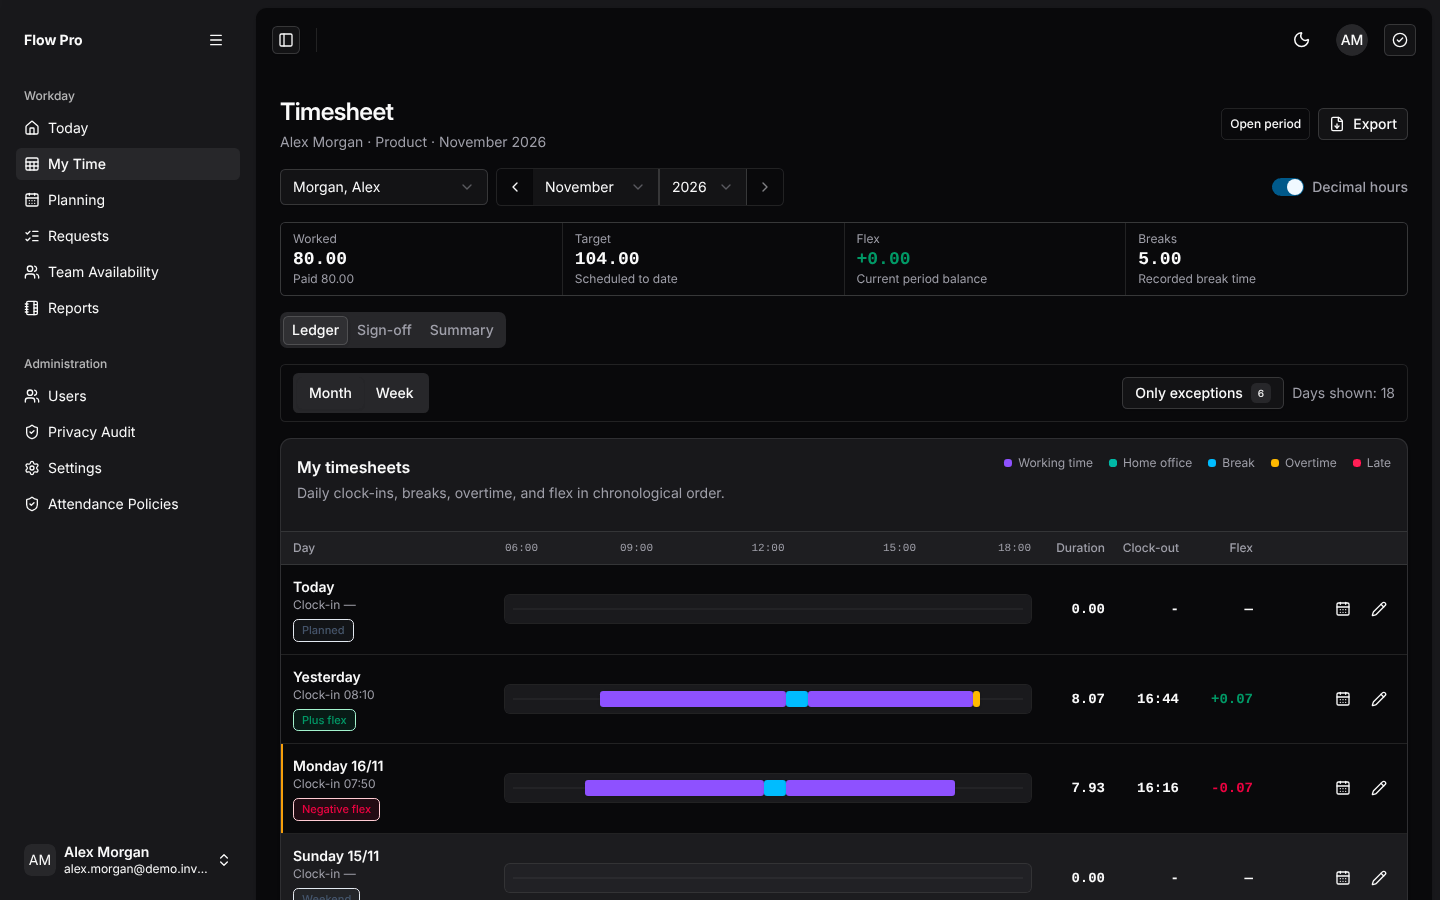 Flow Pro
Workday
Today
My Time
Planning
Requests
Team Availability
Reports
Administration
Users
Privacy Audit
Settings
Attendance Policies
AM
Alex Morgan
alex.morgan@demo.inv...
AM
Timesheet
Alex Morgan · Product · November 2026
Open period
Export
Morgan, Alex
November
2026
Decimal hours
Worked
80.00
Paid 80.00
Target
104.00
Scheduled to date
Flex
+0.00
Current period balance
Breaks
5.00
Recorded break time
Ledger
Sign-off
Summary
Month
Week
Only exceptions 6
Days shown: 18
My timesheets
Daily clock-ins, breaks, overtime, and flex in chronological order.
Working time
Home office
Break
Overtime
Late
Day 06:00 09:00 12:00 15:00 18:00 Duration Clock-out Flex
Today
Clock-in —
Planned
0.00 - —
Yesterday
Clock-in 08:10
Plus flex
8.07 16:44 +0.07
Monday 16/11
Clock-in 07:50
Negative flex
7.93 16:16 -0.07
Sunday 15/11
Clock-in —
Weekend
0.00 - —